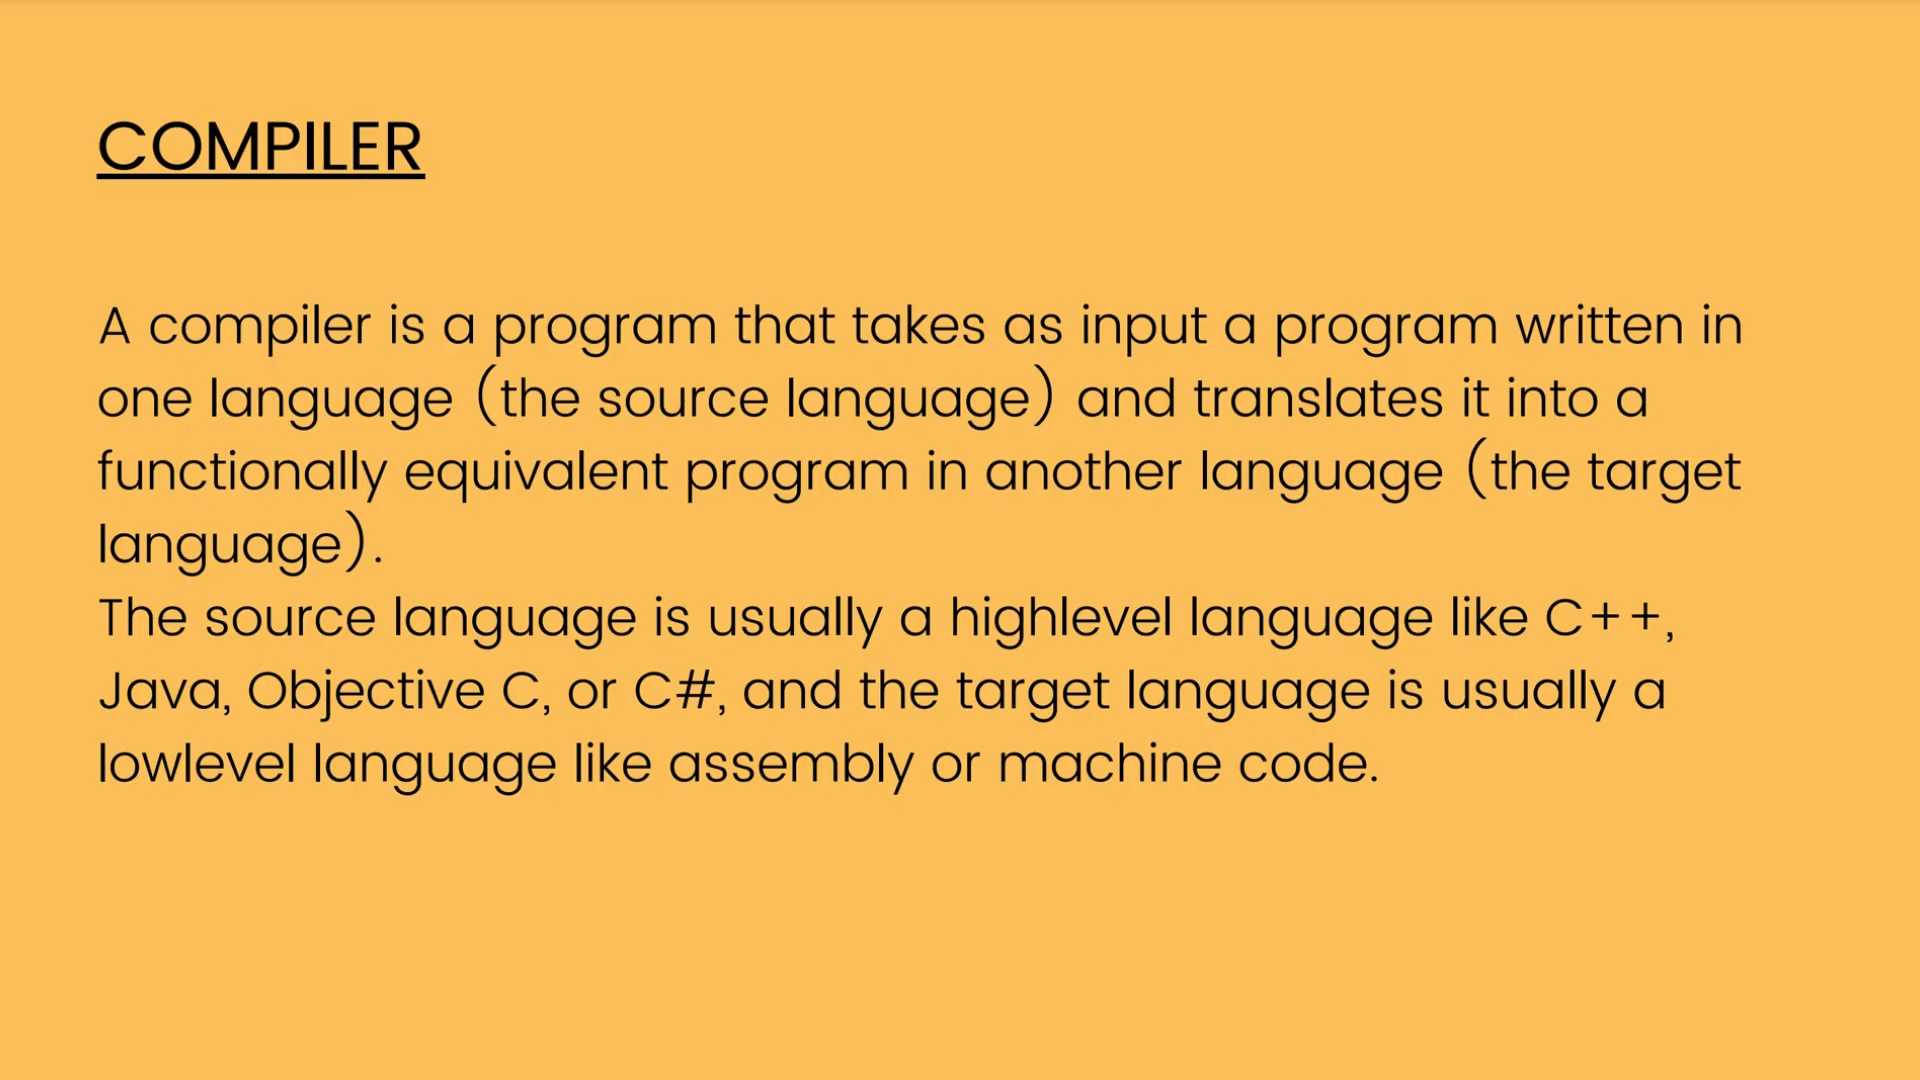 COMPILER
A compiler is a program that takes as input a program written in
one language (the source language) and translates it into a
functionally equivalent program in another language (the target
language).
The source language is usually a highlevel language like C++,
Java, Objective C, or C#, and the target language is usually a
lowlevel language like assembly or machine code.